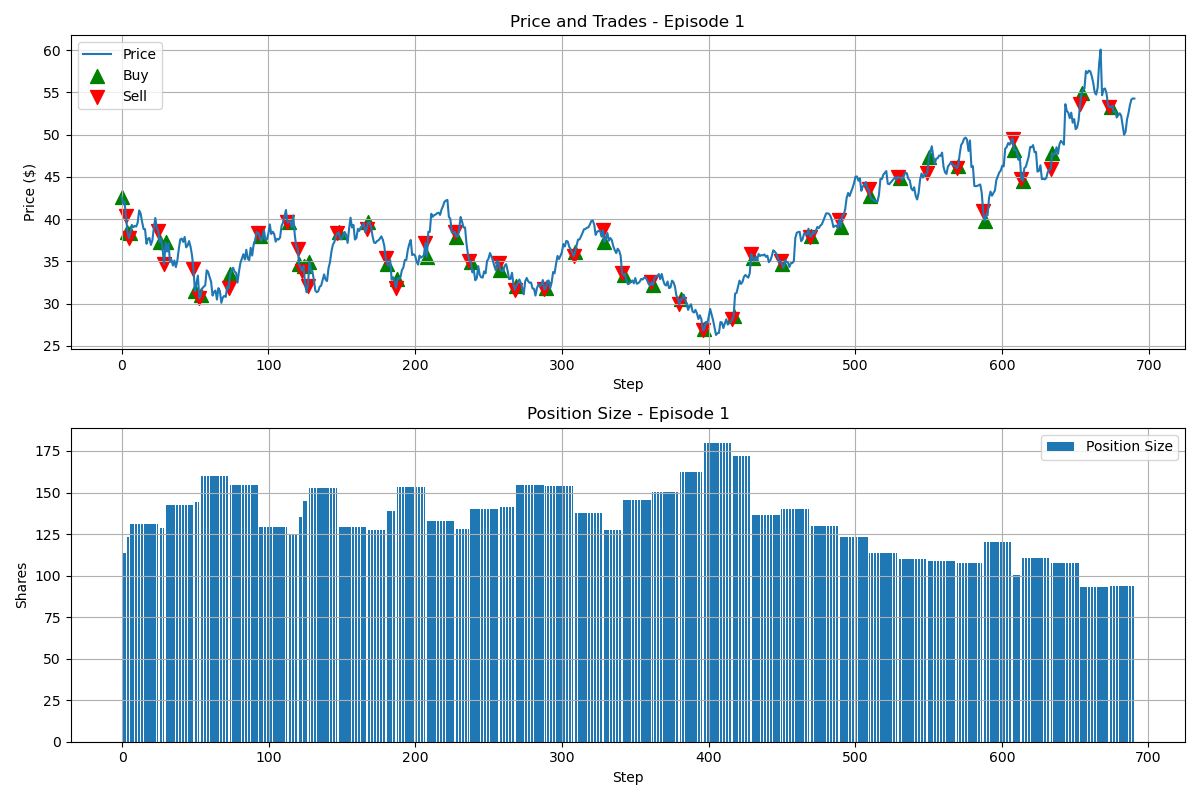 Price and Trades - Episode 1
Price ($)
60
55
50
45
40
35
30
25
Price
Buy
Sell
0 100 200 300 400 500 600 700
Step
Position Size - Episode 1
Shares
175
150
125
100
75
50
25
0
Position Size
0 100 200 300 400 500 600 700
Step